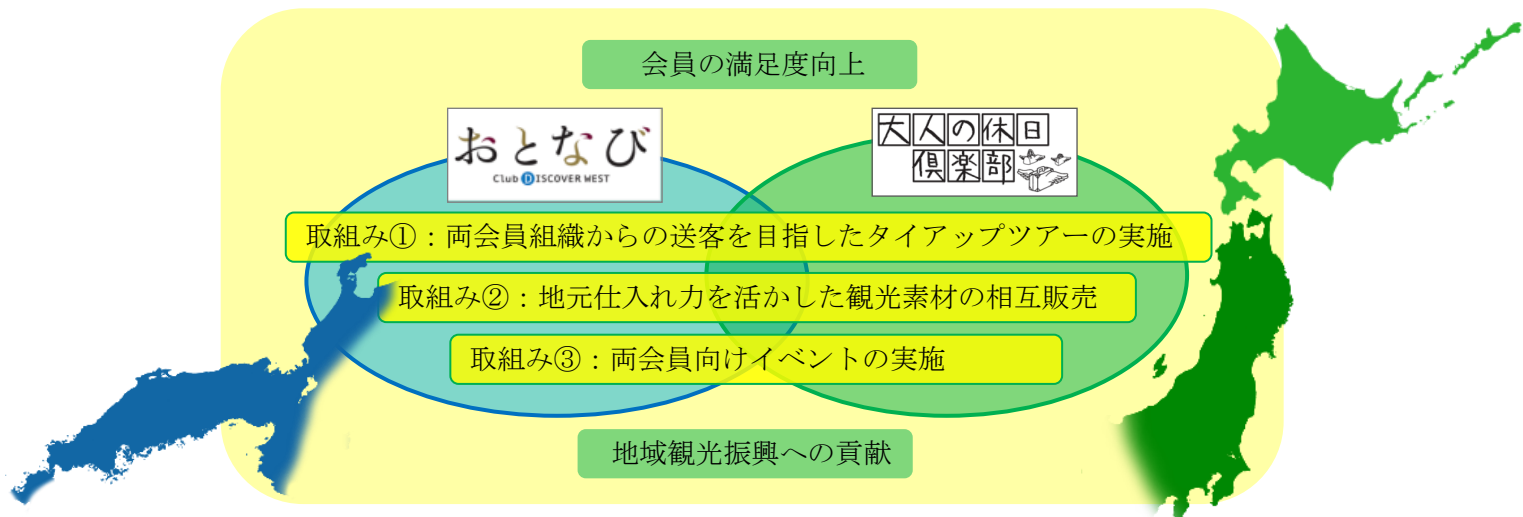 会員の満足度向上
おとなび
Club DISCOVER WEST
大人の休日
倶楽部
取組み①：両会員組織からの送客を目指したタイアップツアーの実施
取組み②：地元仕入れ力を活かした観光素材の相互販売
取組み③：両会員向けイベントの実施
地域観光振興への貢献